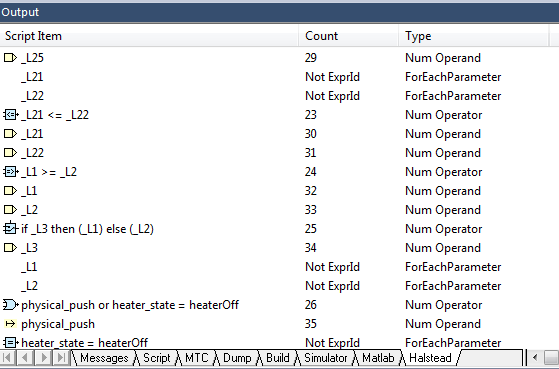 Output
Script Item Count Type
_L25 29 Num Operand
_L21 Not ExprId ForEachParameter
_L22 Not ExprId ForEachParameter
_L21 <= _L22 23 Num Operator
_L21 30 Num Operand
_L22 31 Num Operand
_L1 >= _L2 24 Num Operator
_L1 32 Num Operand
_L2 33 Num Operand
if _L3 then (_L1) else (_L2) 25 Num Operator
_L3 34 Num Operand
_L1 Not ExprId ForEachParameter
_L2 Not ExprId ForEachParameter
physical_push or heater_state = heaterOff 26 Num Operator
physical_push 35 Num Operand
heater_state = heaterOff Not ExprId ForEachParameter
Messages Script MTC Dump Build Simulator Matlab Halstead